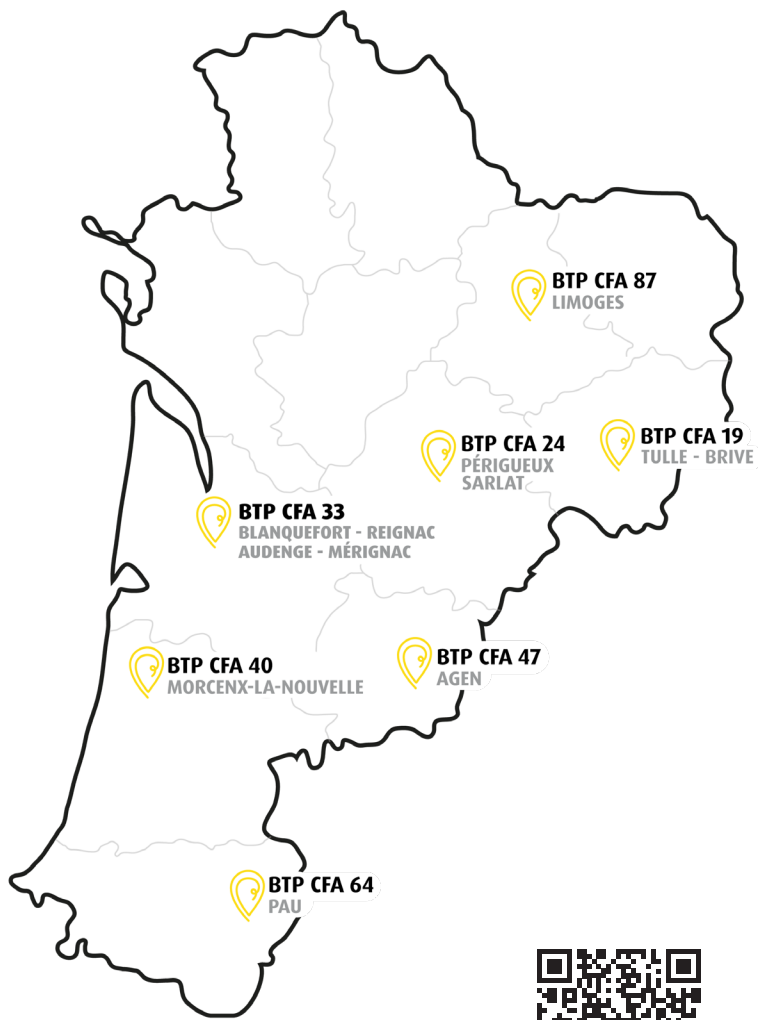 BTP CFA 87
LIMOGES
BTP CFA 24
PÉRIGUEUX
SARLAT
BTP CFA 19
TULLE - BRIVE
BTP CFA 33
BLANQUEFORT - REIGNAC
AUDENGE - MÉRIGNAC
BTP CFA 40
MORCENX-LA-NOUVELLE
BTP CFA 47
AGEN
BTP CFA 64
PAU